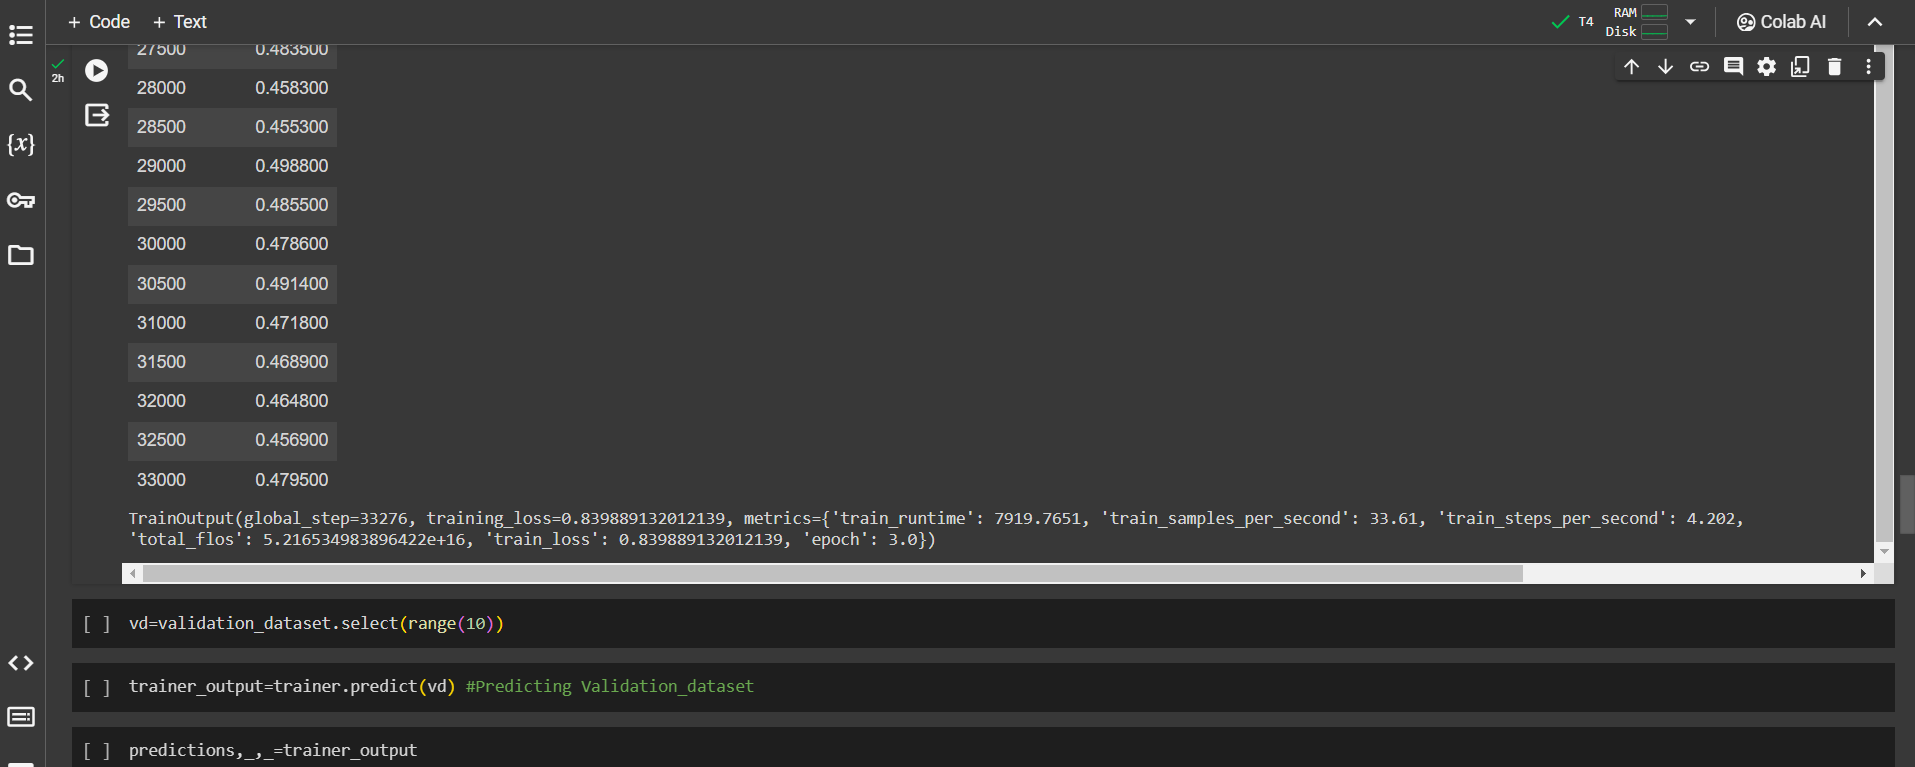 + Code + Text
T4
RAM
Disk
Colab AI
27500 0.483500
2h
28000 0.458300
28500 0.455300
29000 0.498800
{x}
29500 0.485500
30000 0.478600
30500 0.491400
31000 0.471800
31500 0.468900
32000 0.464800
32500 0.456900
33000 0.479500
TrainOutput(global_step=33276, training_loss=0.839889132012139, metrics={'train_runtime': 7919.7651, 'train_samples_per_second': 33.61, 'train_steps_per_second': 4.202,
'total_flos': 5.216534983896422e+16, 'train_loss': 0.839889132012139, 'epoch': 3.0})
[ ] vd=validation_dataset.select(range(10))
[ ] trainer_output=trainer.predict(vd) #Predicting Validation_dataset
[ ] predictions,_,_=trainer_output